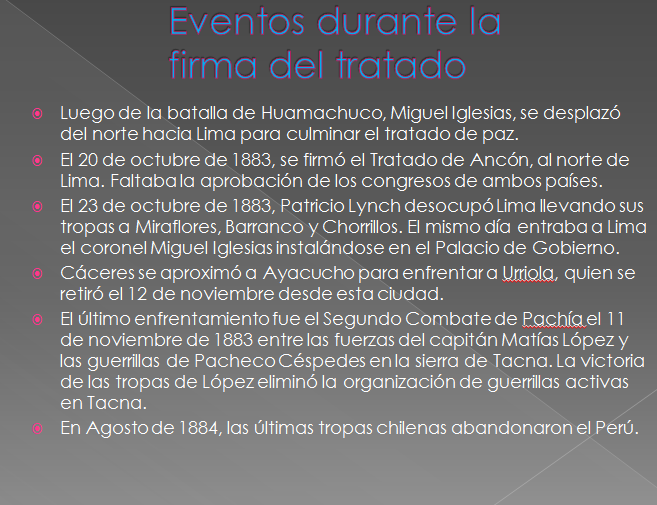 Eventos durante la
firma del tratado
Luego de la batalla de Huamachuco, Miguel Iglesias, se desplazó
del norte hacia Lima para culminar el tratado de paz.
El 20 de octubre de 1883, se firmó el Tratado de Ancón, al norte de
Lima. Faltaba la aprobación de los congresos de ambos países.
El 23 de octubre de 1883, Patricio Lynch desocupó Lima llevando sus
tropas a Miraflores, Barranco y Chorrillos. El mismo día entraba a Lima
el coronel Miguel Iglesias instalándose en el Palacio de Gobierno.
Cáceres se aproximó a Ayacucho para enfrentar a Urriola, quien se
retiró el 12 de noviembre desde esta ciudad.
El último enfrentamiento fue el Segundo Combate de Pachía el 11
de noviembre de 1883 entre las fuerzas del capitán Matías López y
las guerrillas de Pacheco Céspedes en la sierra de Tacna. La victoria
de las tropas de López eliminó la organización de guerrillas activas
en Tacna.
En Agosto de 1884, las últimas tropas chilenas abandonaron el Perú.